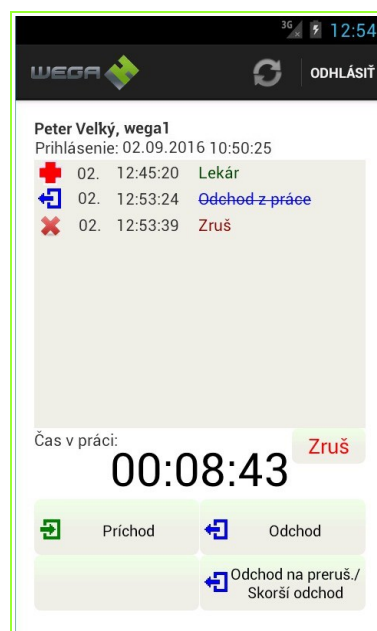 3G 12:54
WEGA ODHLÁSIŤ
Peter Veľký, wega1
Prihlásenie: 02.09.2016 10:50:25
02. 12:45:20 Lekár
02. 12:53:24 Odchod z práce
02. 12:53:39 Zruš
Čas v práci:
Zruš
00:08:43
Príchod
Odchod
Odchod na preruš./
Skorší odchod